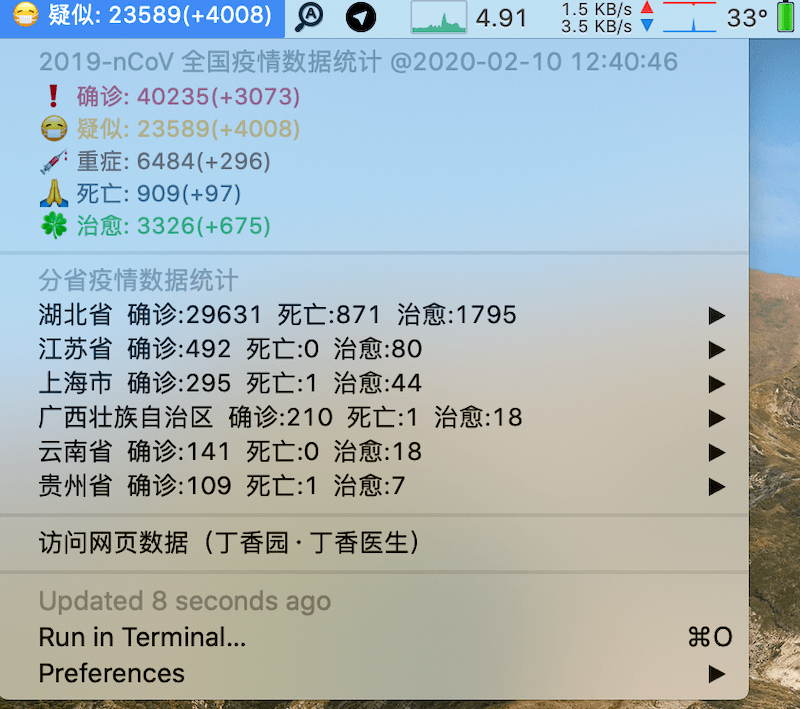 疑似: 23589(+4008) 4.91 1.5 KB/s 3.5 KB/s 33°
2019-nCoV 全国疫情数据统计 @2020-02-10 12:40:46
确诊: 40235(+3073)
疑似: 23589(+4008)
重症: 6484(+296)
死亡: 909(+97)
治愈: 3326(+675)
分省疫情数据统计
湖北省 确诊:29631 死亡:871 治愈:1795
江苏省 确诊:492 死亡:0 治愈:80
上海市 确诊:295 死亡:1 治愈:44
广西壮族自治区 确诊:210 死亡:1 治愈:18
云南省 确诊:141 死亡:0 治愈:18
贵州省 确诊:109 死亡:1 治愈:7
访问网页数据（丁香园·丁香医生）
Updated 8 seconds ago
Run in Terminal... ⌘O
Preferences